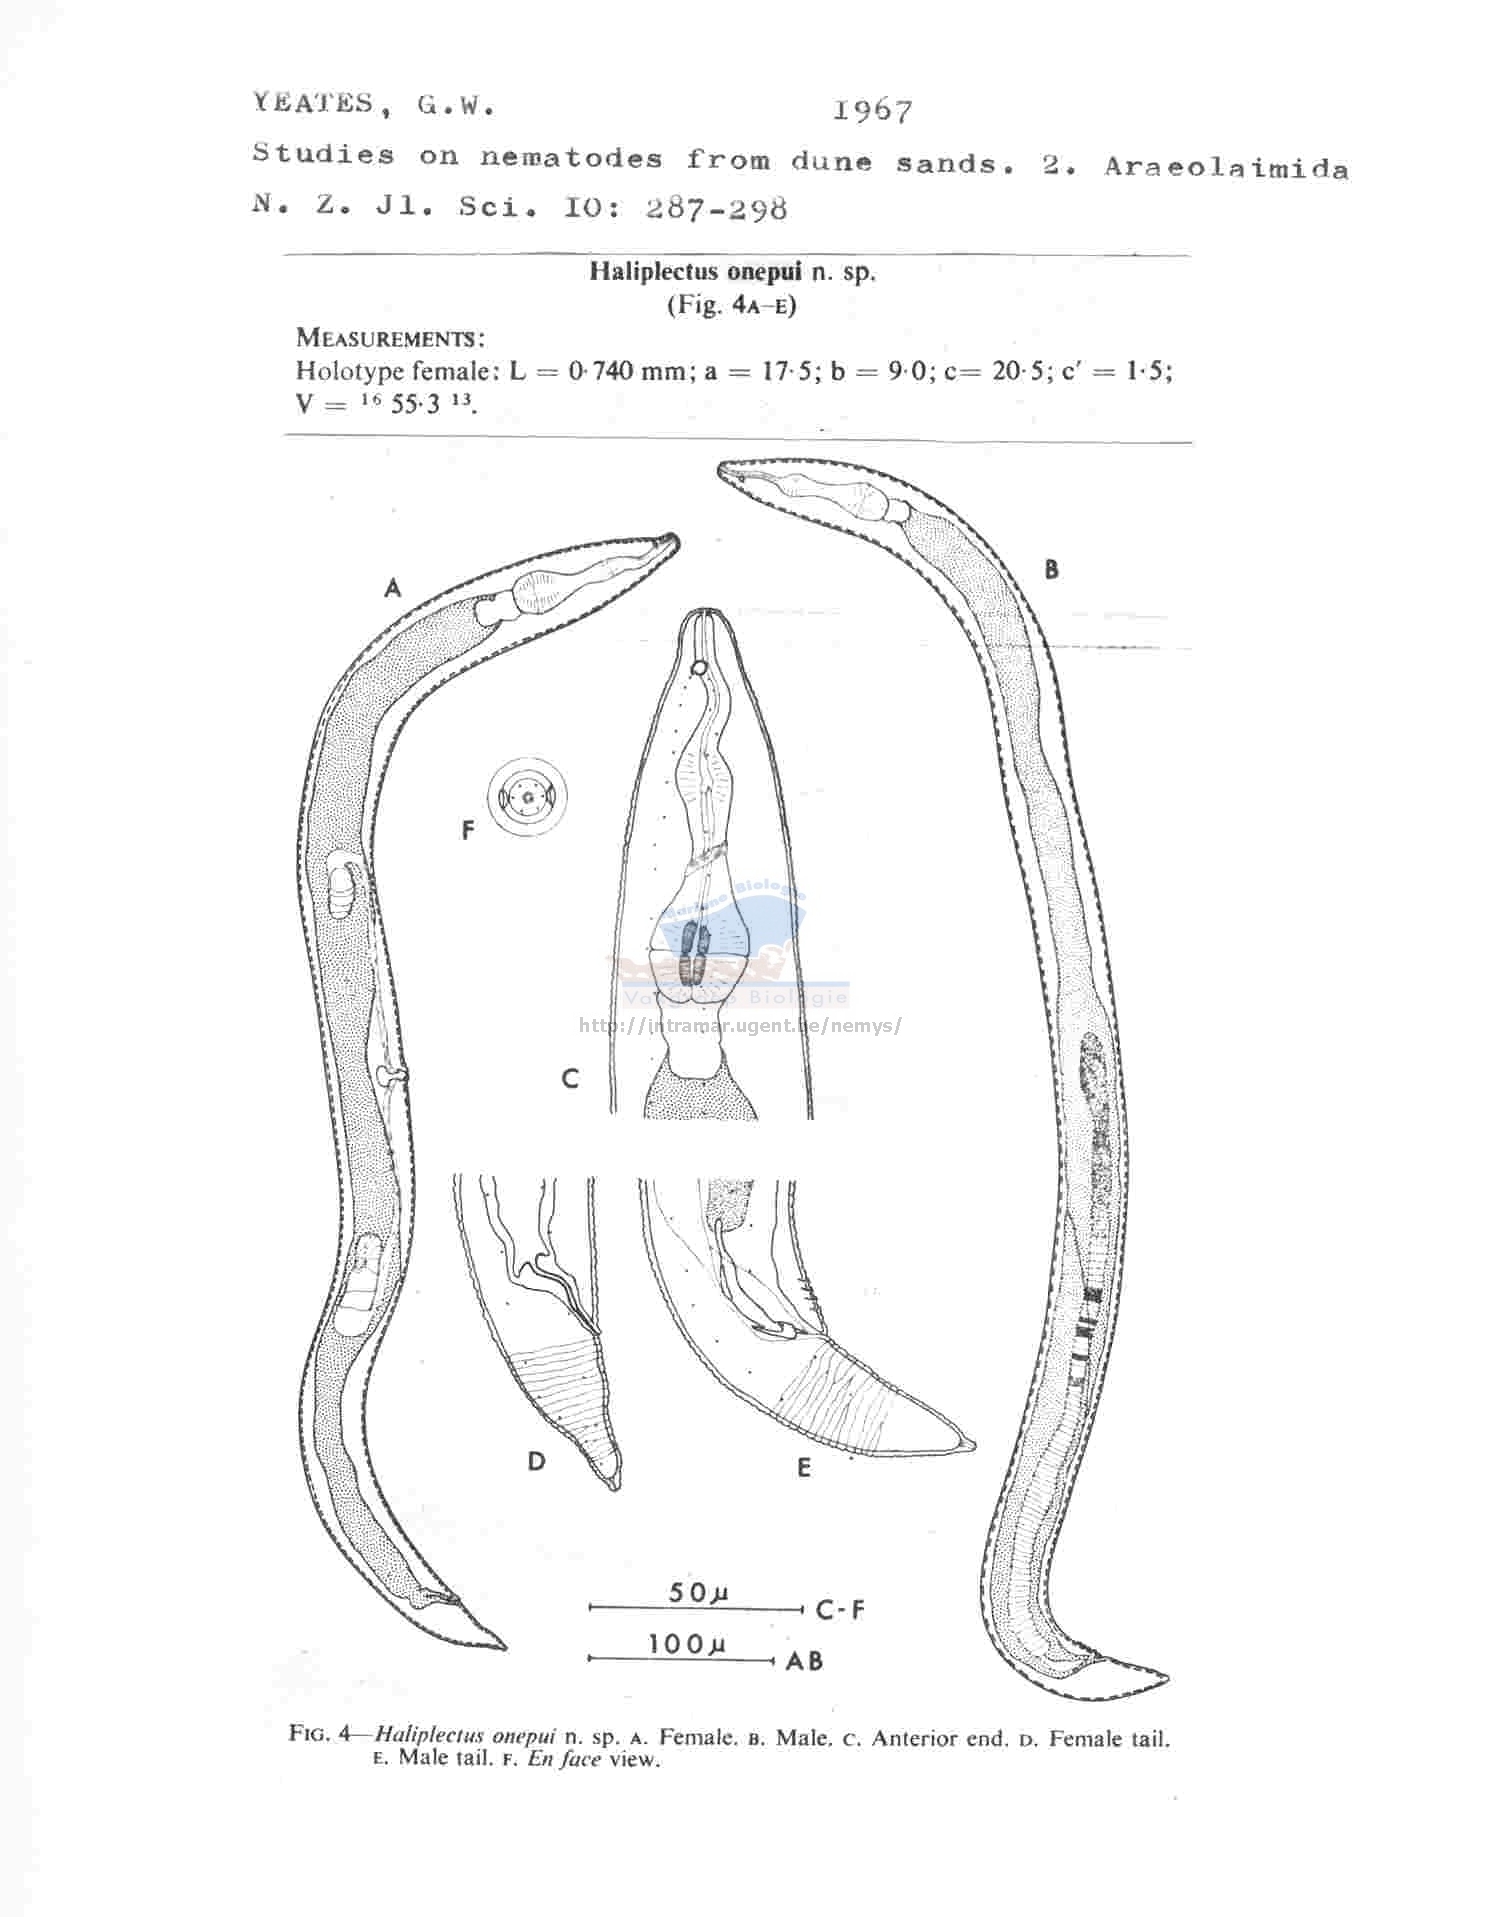 YEATES, G.W. 1967
Studies on nematodes from dune sands. 2. Araeolaimida
N. Z. Jl. Sci. IO: 287-298
Haliplectus onepui n. sp.
(Fig. 4A–E)
MEASUREMENTS:
Holotype female: L = 0·740 mm; a = 17·5; b = 9·0; c= 20·5; c′ = 1·5;
V = ¹⁶ 55·3 ¹³.
A
B
F
Mariene Biologie
Vakgroep Biologie
http://intramar.ugent.be/nemys/
C
D
E
50μ C-F
100μ AB
FIG. 4—Haliplectus onepui n. sp. A. Female. B. Male. C. Anterior end. D. Female tail.
E. Male tail. F. En face view.